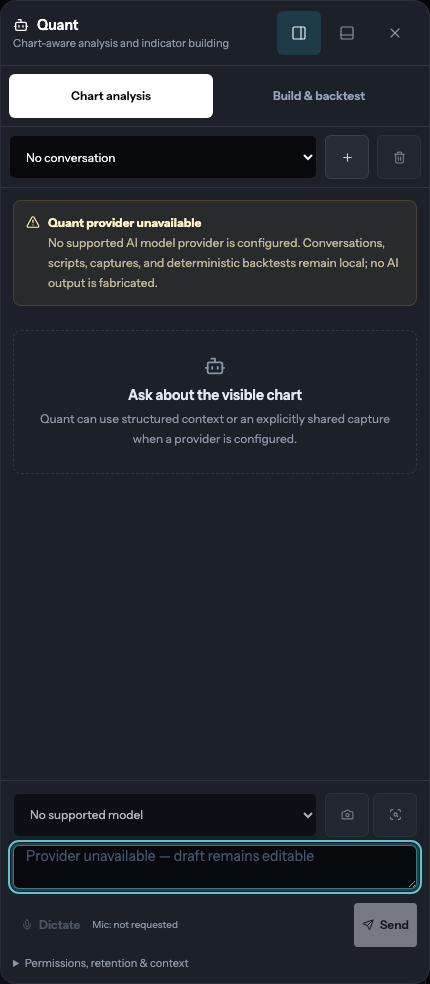 Quant
Chart-aware analysis and indicator building
Chart analysis
Build & backtest
No conversation
Quant provider unavailable
No supported AI model provider is configured. Conversations,
scripts, captures, and deterministic backtests remain local; no AI
output is fabricated.
Ask about the visible chart
Quant can use structured context or an explicitly shared capture
when a provider is configured.
No supported model
Provider unavailable — draft remains editable
Dictate
Mic: not requested
Send
Permissions, retention & context